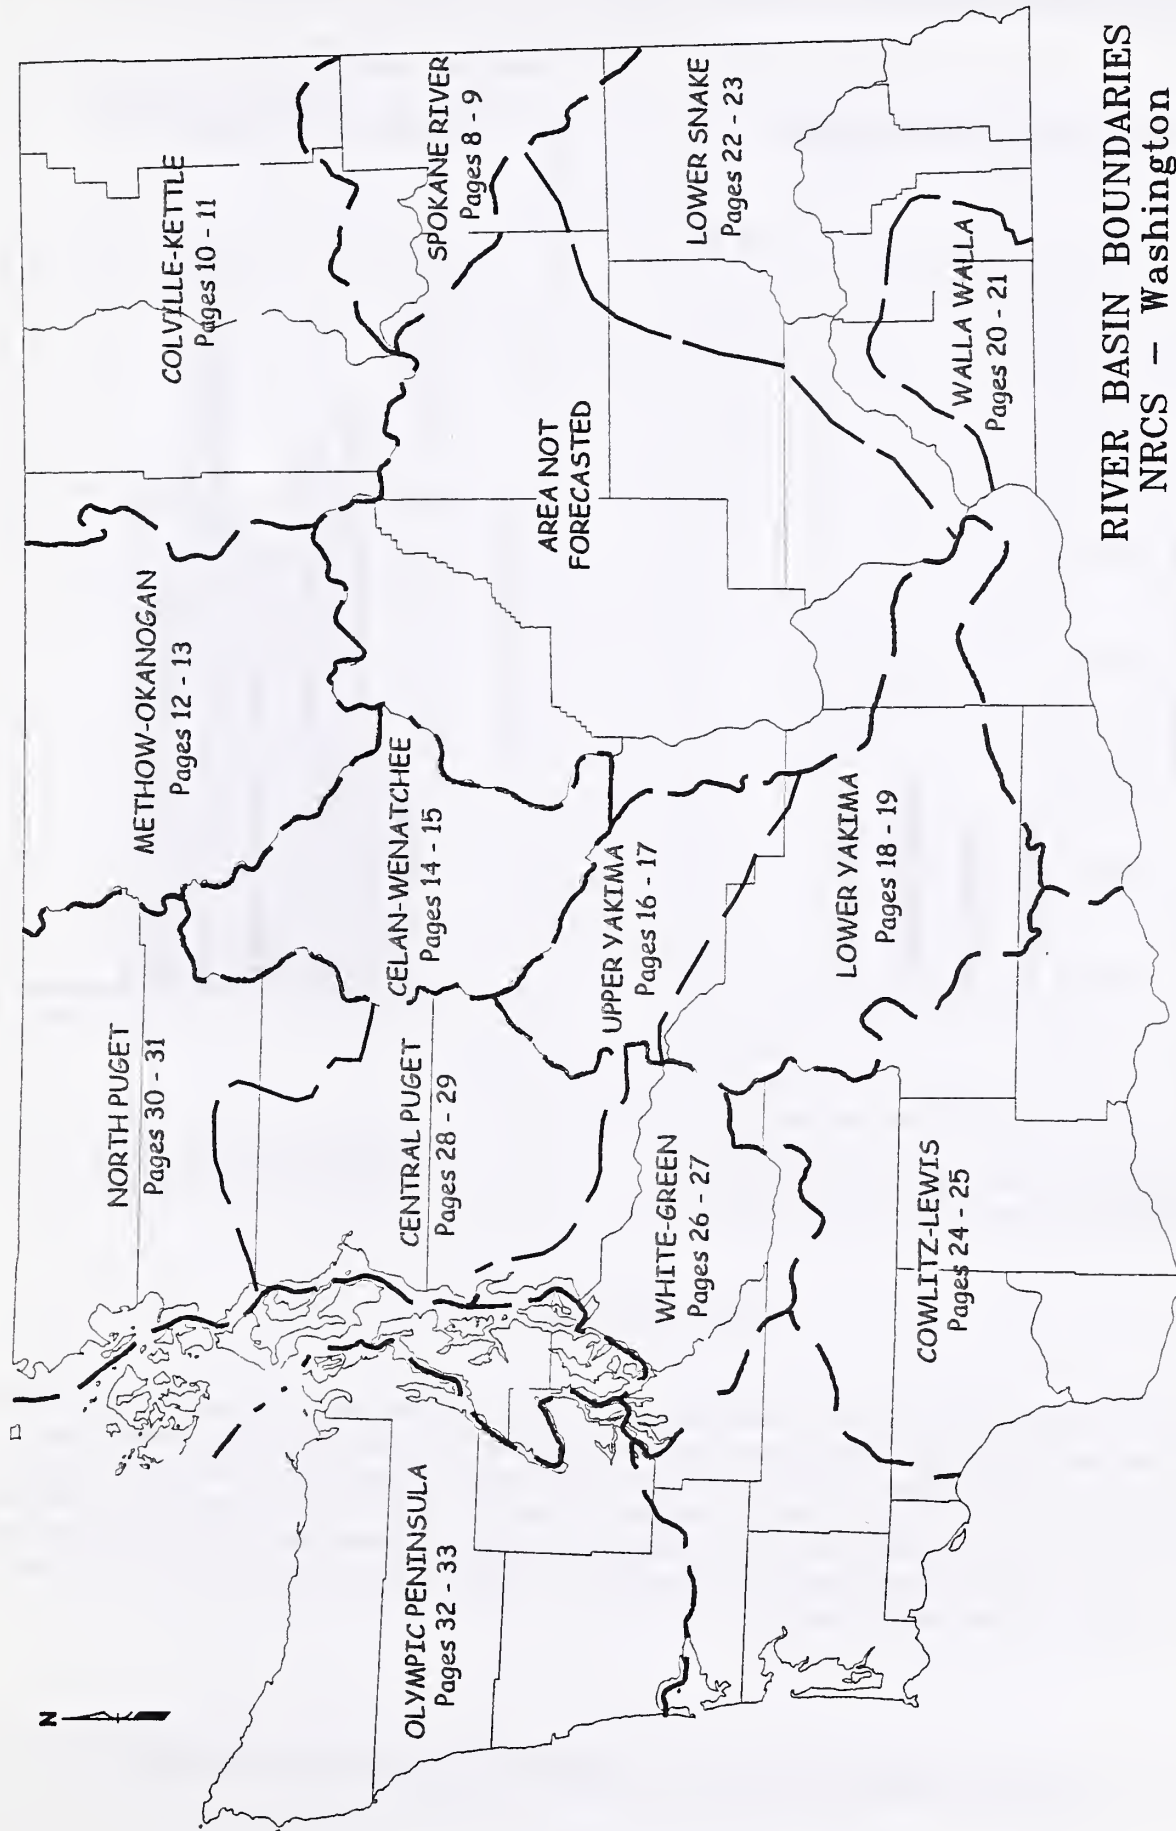 N
OLYMPIC PENINSULA
Pages 32 - 33
NORTH PUGET
Pages 30 - 31
CENTRAL PUGET
Pages 28 - 29
WHITE-GREEN
Pages 26 - 27
COWLITZ-LEWIS
Pages 24 - 25
METHOW-OKANOGAN
Pages 12 - 13
CELAN-WENATCHEE
Pages 14 - 15
UPPER YAKIMA
Pages 16 - 17
LOWER YAKIMA
Pages 18 - 19
COLVILLE-KETTLE
Pages 10 - 11
SPOKANE RIVER
Pages 8 - 9
AREA NOT
FORECASTED
LOWER SNAKE
Pages 22 - 23
WALLA WALLA
Pages 20 - 21
RIVER BASIN BOUNDARIES
NRCS - Washington